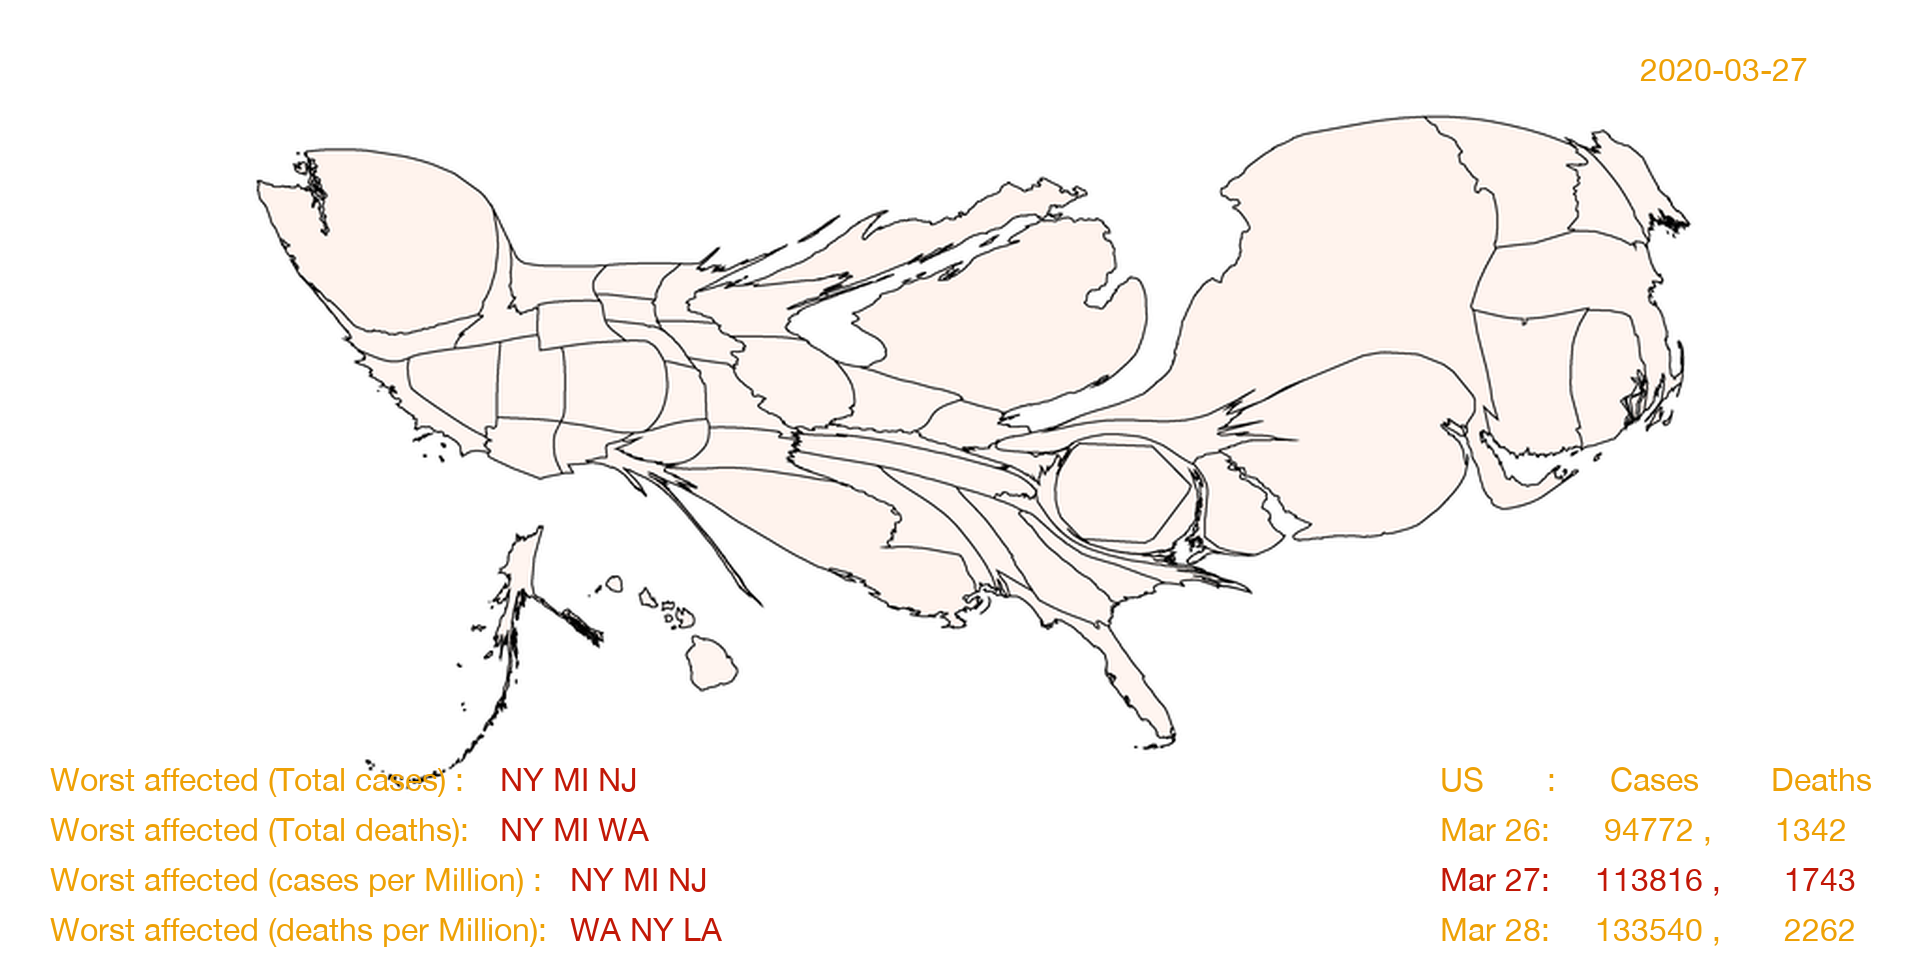 2020-03-27
Worst affected (Total cases) : NY MI NJ
Worst affected (Total deaths): NY MI WA
Worst affected (cases per Million) : NY MI NJ
Worst affected (deaths per Million): WA NY LA
US : Cases Deaths
Mar 26: 94772 , 1342
Mar 27: 113816 , 1743
Mar 28: 133540 , 2262